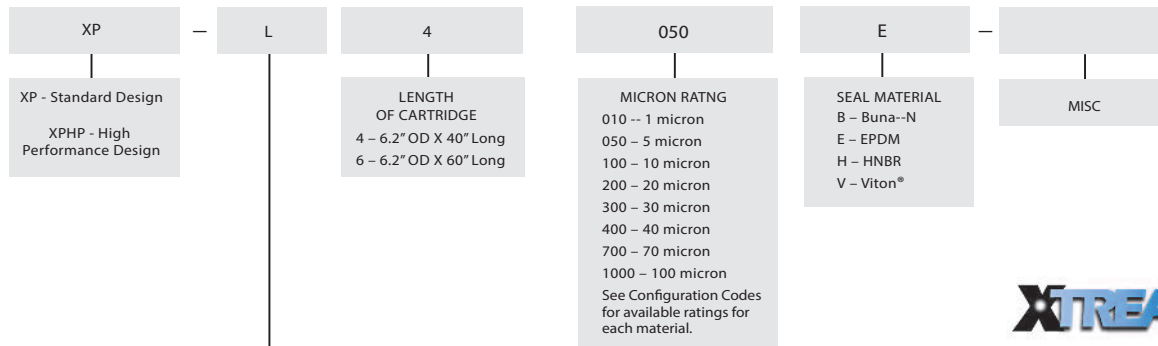 XP – L 4 050 E –
XP - Standard Design
XPHP - High
Performance Design
LENGTH
OF CARTRIDGE
4 – 6.2” OD X 40” Long
6 – 6.2” OD X 60” Long
MICRON RATNG
010 -- 1 micron
050 – 5 micron
100 – 10 micron
200 – 20 micron
300 – 30 micron
400 – 40 micron
700 – 70 micron
1000 – 100 micron
See Configuration Codes
for available ratings for
each material.
SEAL MATERIAL
B – Buna--N
E – EPDM
H – HNBR
V – Viton®
MISC
XTREA